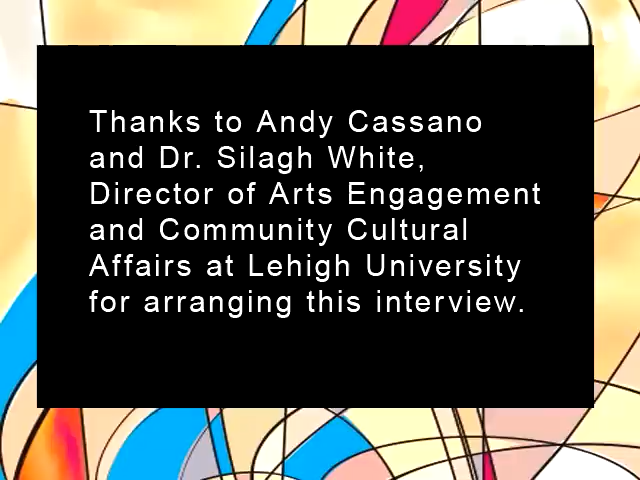 Thanks to Andy Cassano
and Dr. Silagh White,
Director of Arts Engagement
and Community Cultural
Affairs at Lehigh University
for arranging this interview.